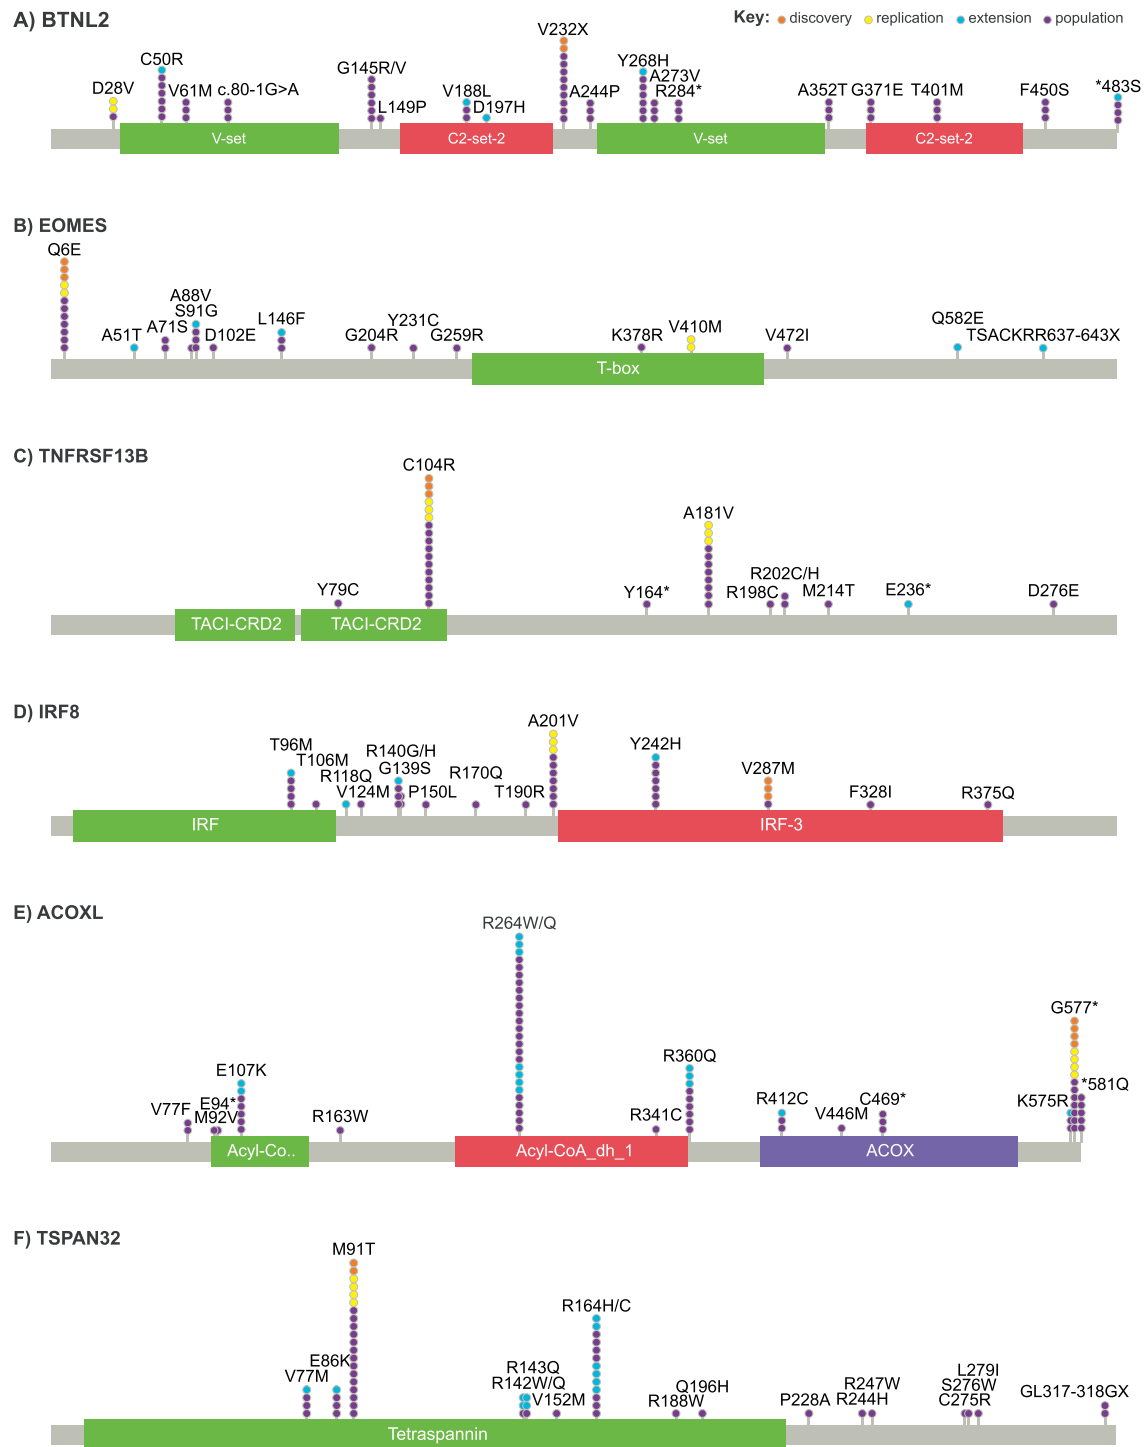 A) BTNL2
Key: discovery replication extension population
V232X
C50R
Y268H
G145R/V
A273V
D28V
V61M
c.80-1G>A
V188L
R284*
*483S
L149P
D197H
A244P
A352T
G371E
T401M
F450S
V-set
C2-set-2
V-set
C2-set-2
B) EOMES
Q6E
A88V
S91G
A51T
A71S
D102E
L146F
G204R
Y231C
G259R
K378R
V410M
V472I
Q582E
TSACKRR637-643X
T-box
C) TNFRSF13B
C104R
A181V
Y79C
Y164*
R198C
R202C/H
M214T
E236*
D276E
TACI-CRD2
TACI-CRD2
D) IRF8
A201V
T96M
T106M
R118Q
V124M
R140G/H
G139S
P150L
R170Q
T190R
Y242H
V287M
F328I
R375Q
IRF
IRF-3
E) ACOXL
R264W/Q
G577*
E107K
R360Q
V77F
E94*
M92V
R163W
R341C
R412C
V446M
C469*
K575R
*581Q
Acyl-Co..
Acyl-CoA_dh_1
ACOX
F) TSPAN32
M91T
R164H/C
V77M
E86K
R143Q
R142W/Q
V152M
R188W
Q196H
P228A
R247W
R244H
L279I
S276W
C275R
GL317-318GX
Tetraspannin